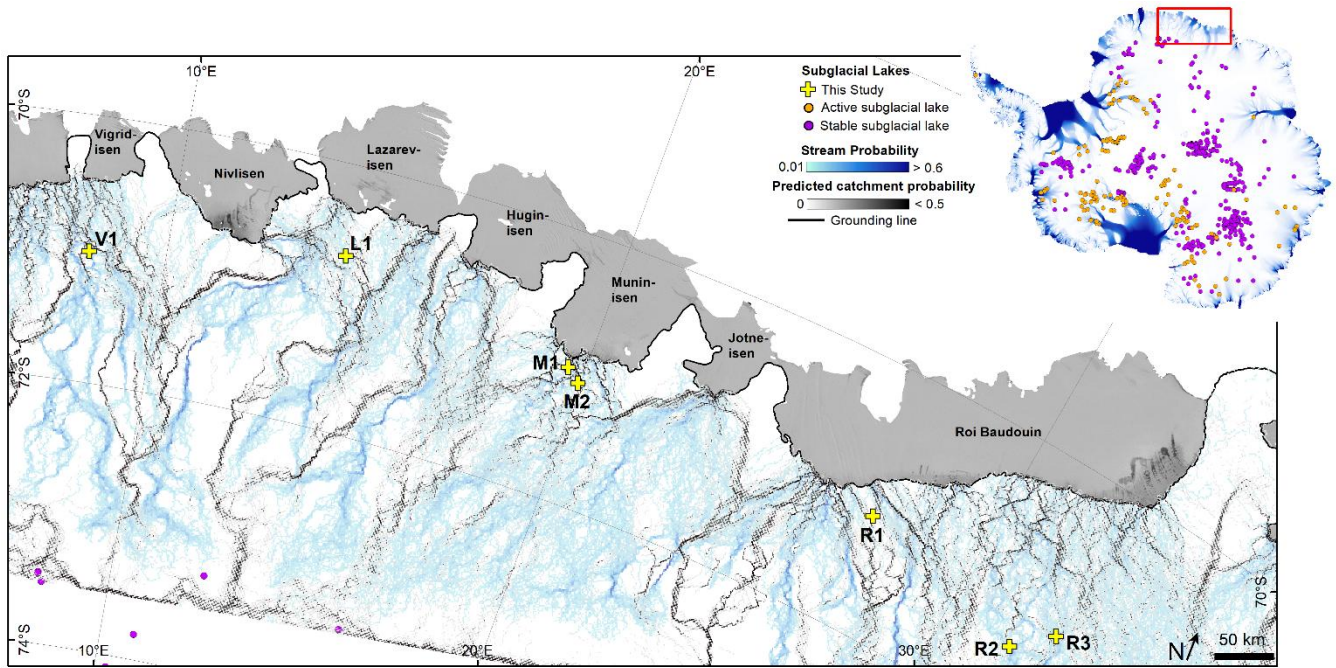 10°E
20°E
70°S
Vigrid-
isen
Nivlisen
Lazarev-
isen
Hugin-
isen
Munin-
isen
Jotne-
isen
Roi Baudouin
V1
L1
M1
M2
R1
R2
R3
72°S
74°S
70°S
10°E
20°E
30°E
N
50 km
Subglacial Lakes
This Study
Active subglacial lake
Stable subglacial lake
Stream Probability
0.01 > 0.6
Predicted catchment probability
0 < 0.5
Grounding line